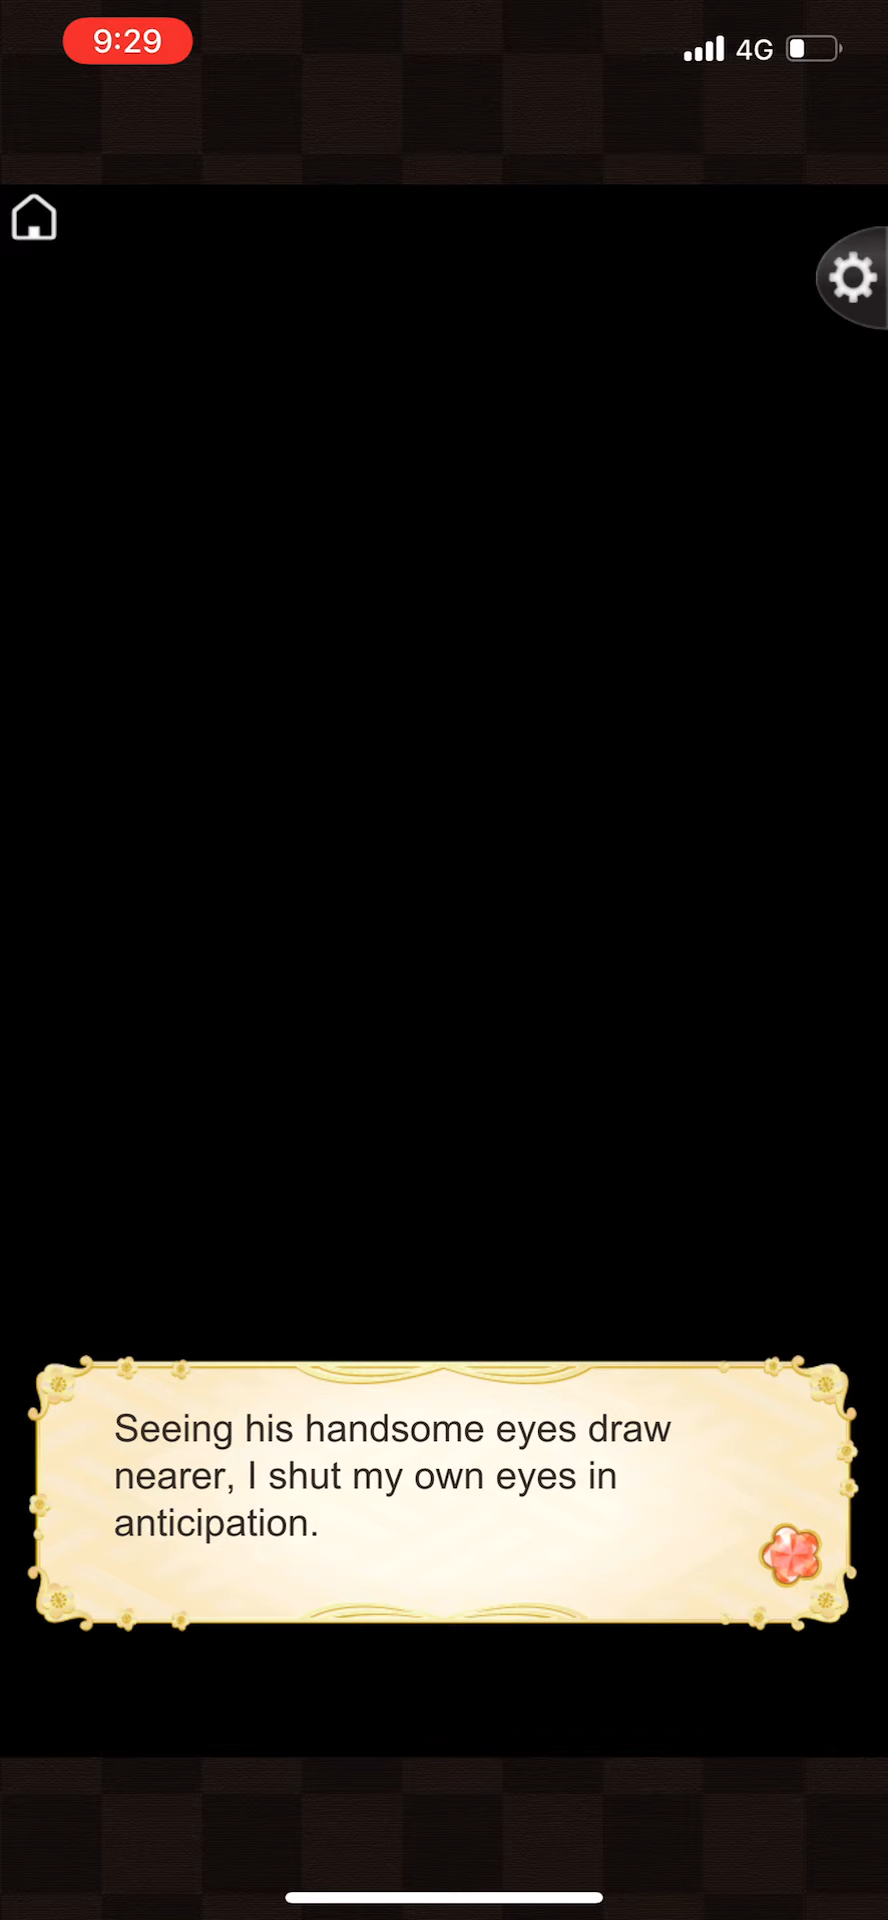 9:29
4G
Seeing his handsome eyes draw
nearer, I shut my own eyes in
anticipation.